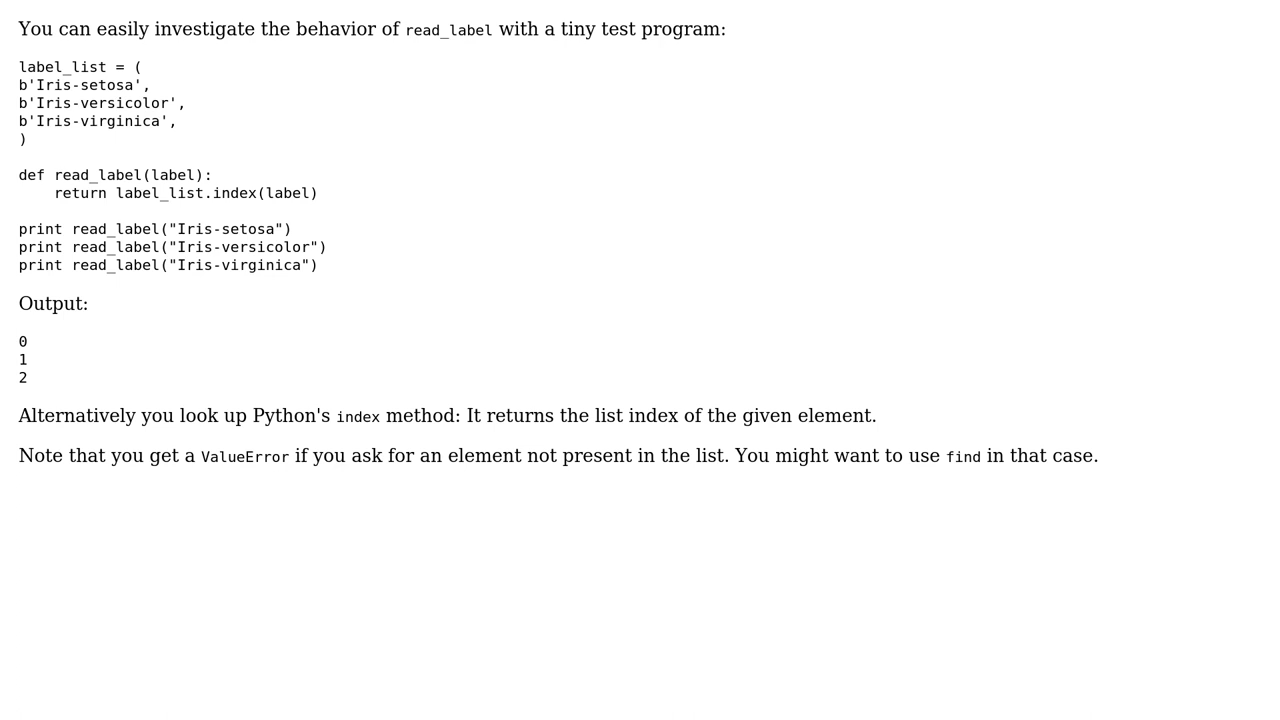 You can easily investigate the behavior of read_label with a tiny test program:
label_list = (
b'Iris-setosa',
b'Iris-versicolor',
b'Iris-virginica',
)
def read_label(label):
    return label_list.index(label)
print read_label("Iris-setosa")
print read_label("Iris-versicolor")
print read_label("Iris-virginica")
Output:
0
1
2
Alternatively you look up Python's index method: It returns the list index of the given element.
Note that you get a ValueError if you ask for an element not present in the list. You might want to use find in that case.